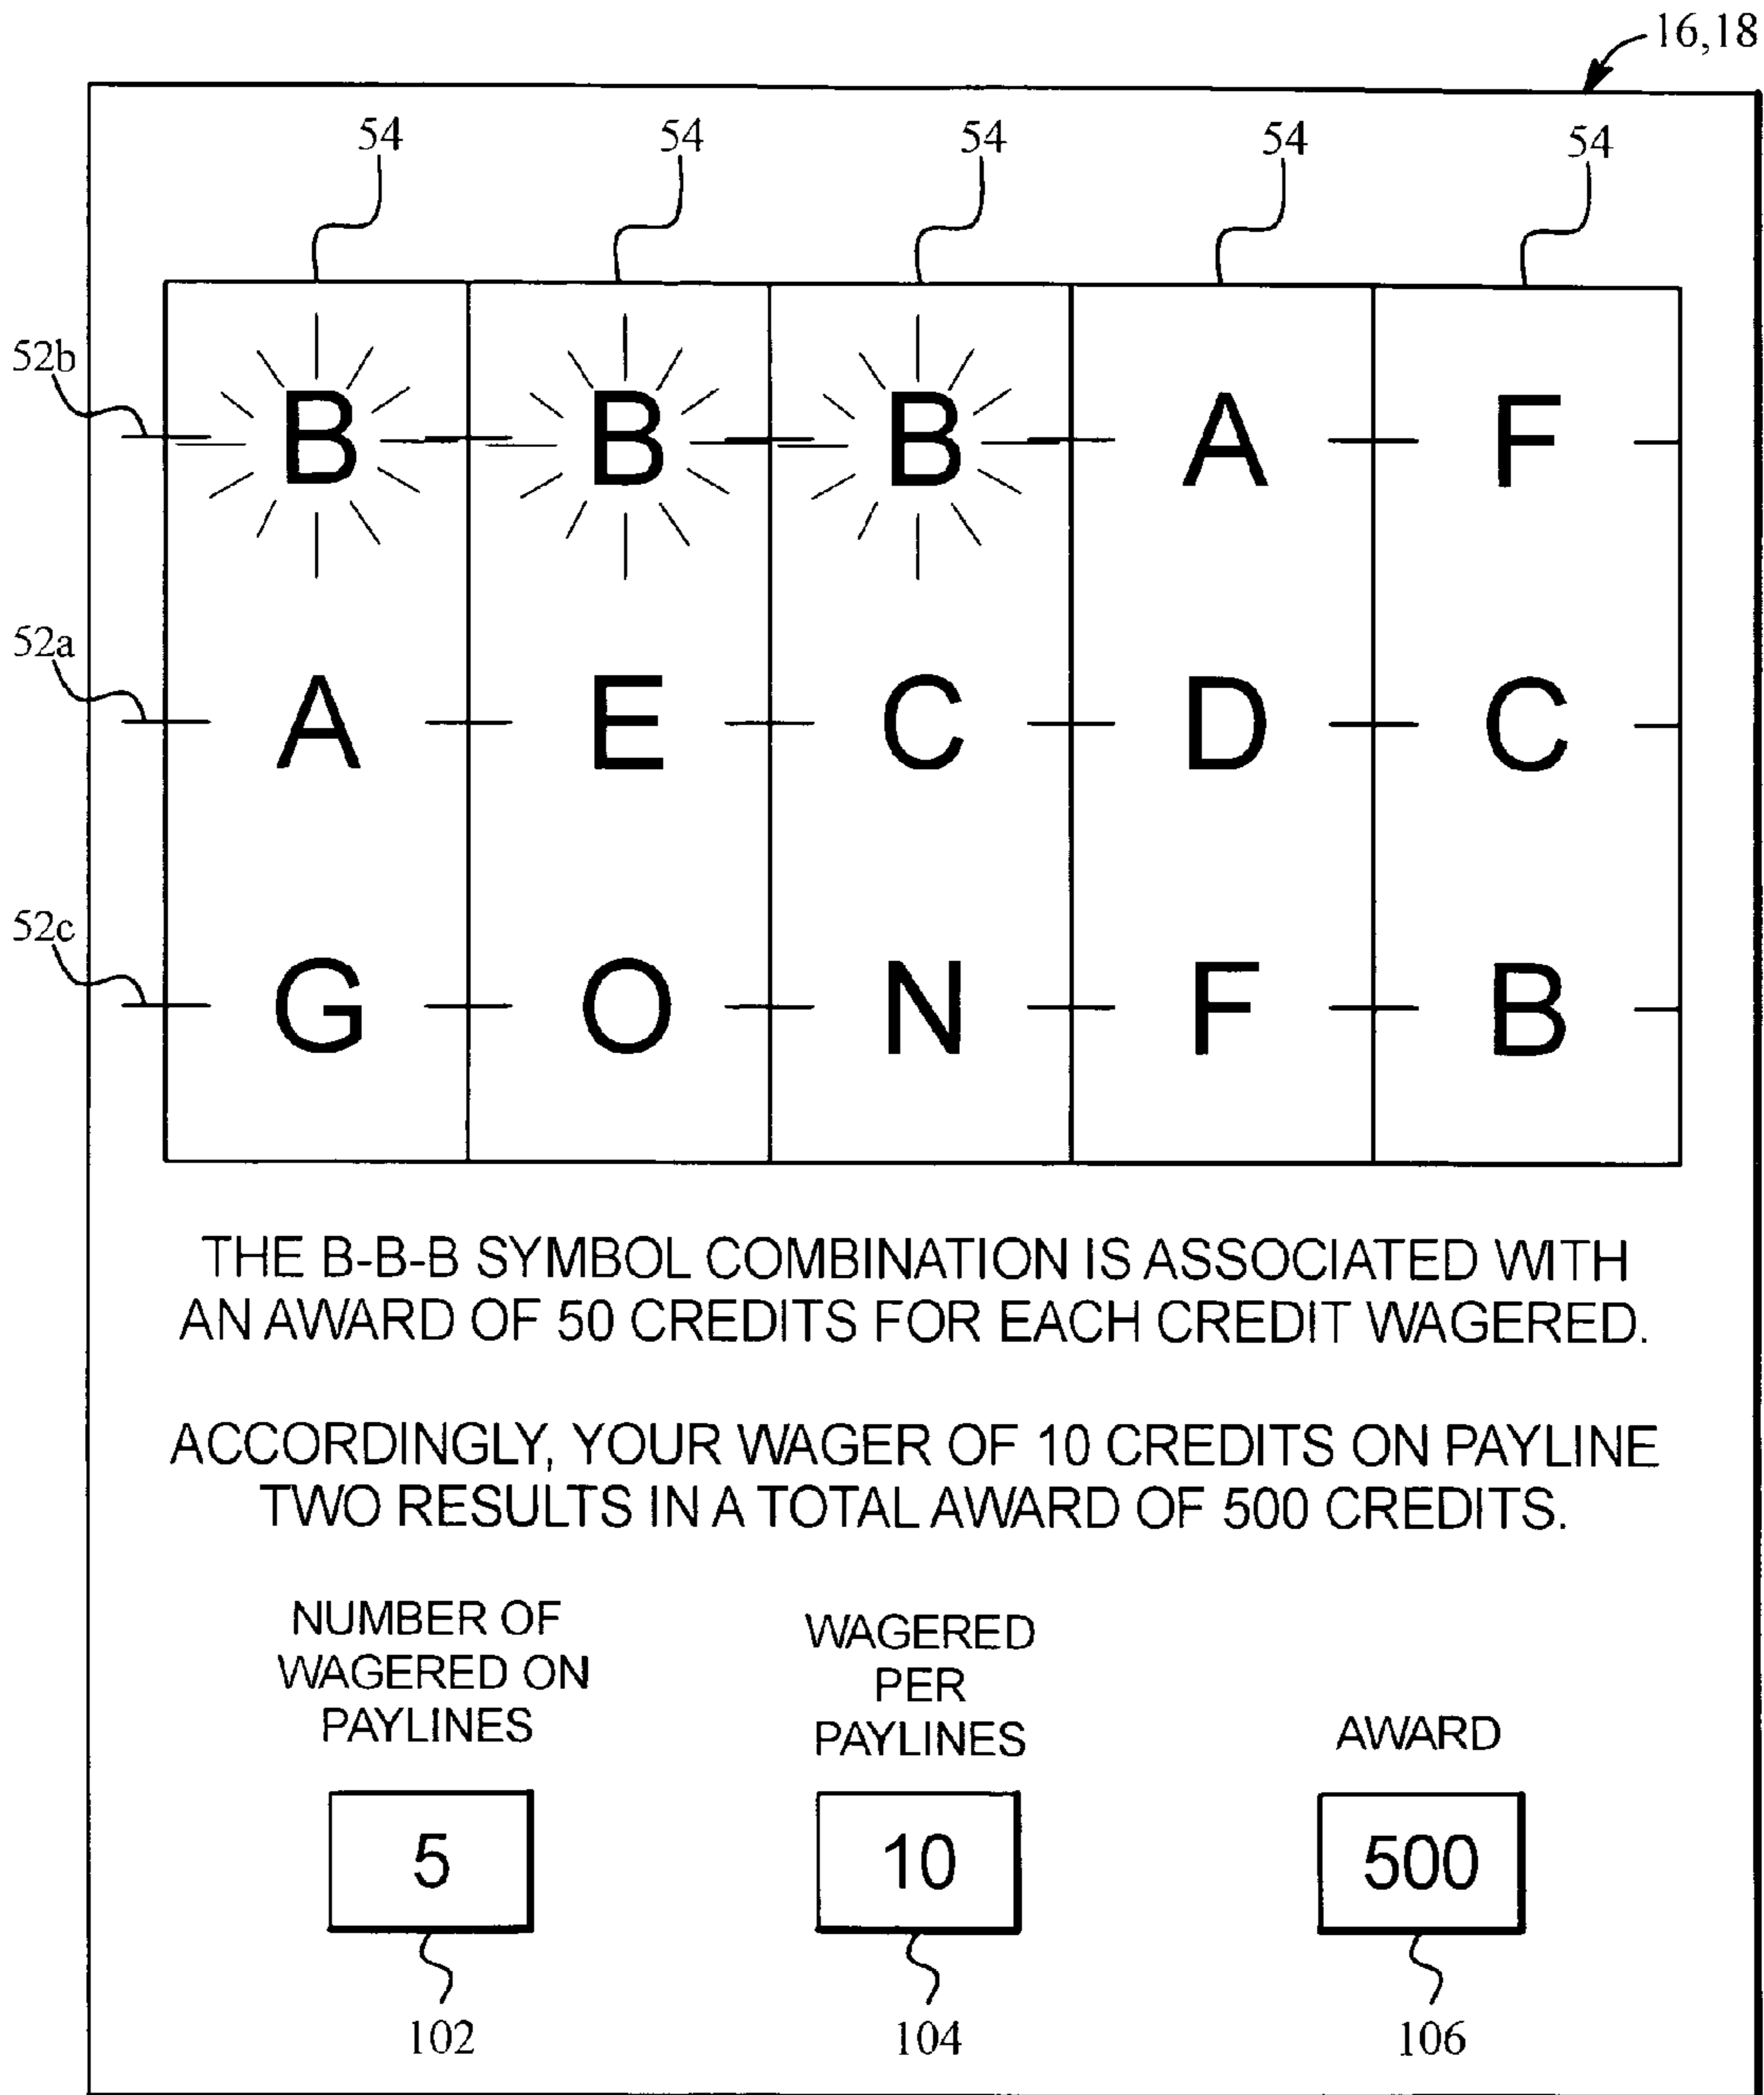 16,18
54 54 54 54 54
52b B B B A F
52a A E C D C
52c G O N F B
THE B-B-B SYMBOL COMBINATION IS ASSOCIATED WITH
AN AWARD OF 50 CREDITS FOR EACH CREDIT WAGERED.
ACCORDINGLY, YOUR WAGER OF 10 CREDITS ON PAYLINE
TWO RESULTS IN A TOTAL AWARD OF 500 CREDITS.
NUMBER OF
WAGERED ON
PAYLINES
WAGERED
PER
PAYLINES
AWARD
5 10 500
102 104 106